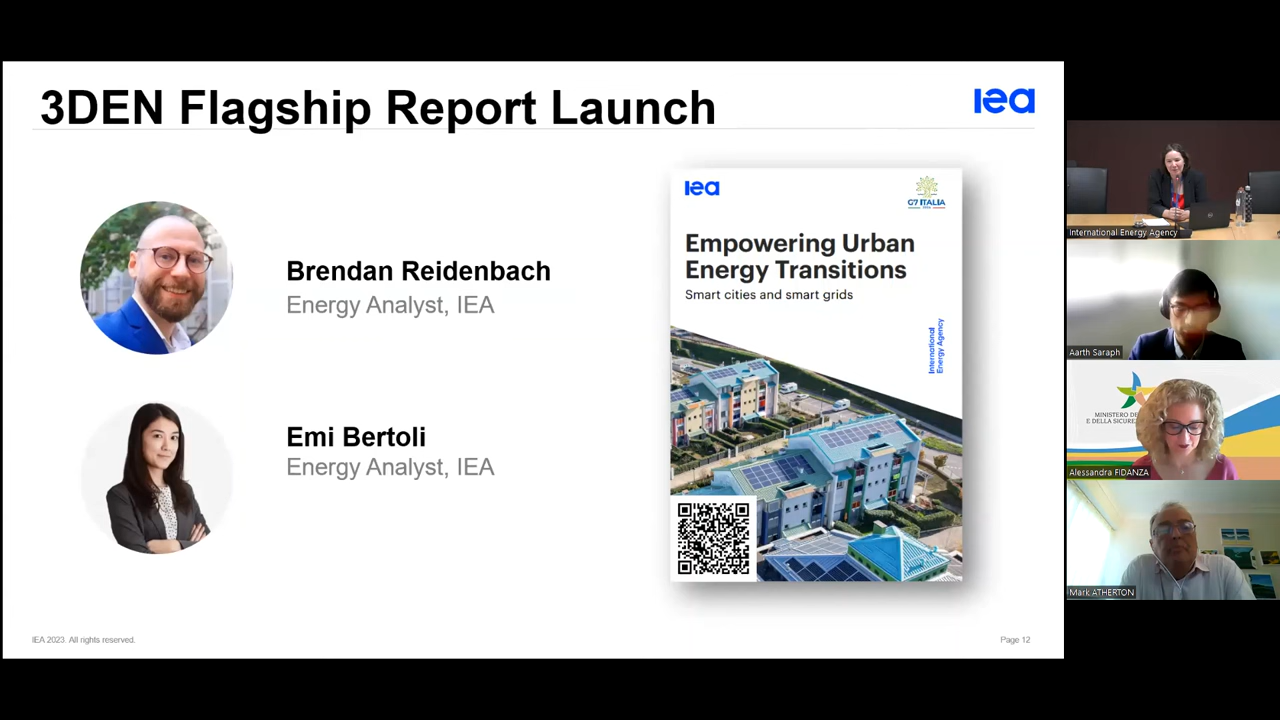 3DEN Flagship Report Launch
iea
Brendan Reidenbach
Energy Analyst, IEA
Emi Bertoli
Energy Analyst, IEA
iea
G7 ITALIA
Empowering Urban
Energy Transitions
Smart cities and smart grids
International
Energy Agency
IEA 2023. All rights reserved.
Page 12
International Energy Agency
Aarth Saraph
MINISTERO DE
E DELLA SICURE
Alessandra FIDANZA
Mark ATHERTON